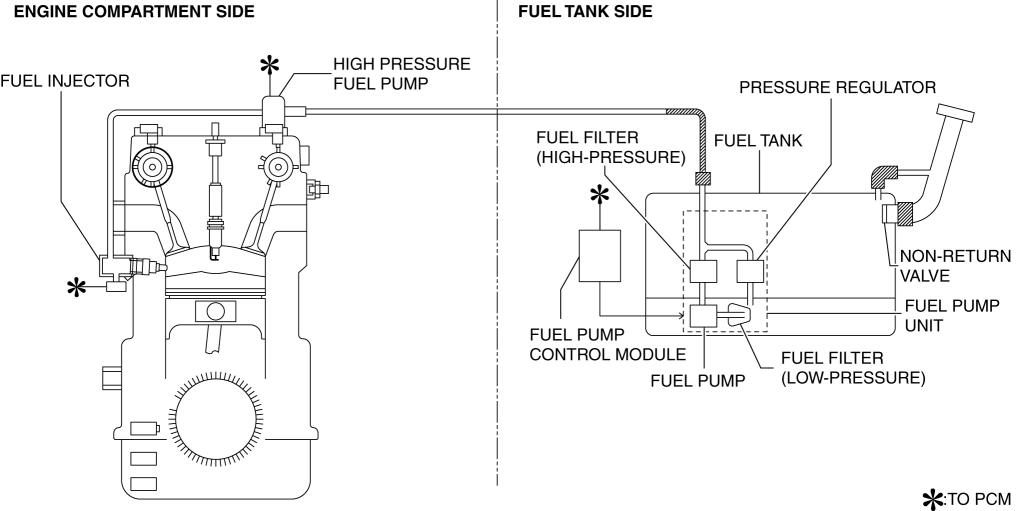 ENGINE COMPARTMENT SIDE
FUEL TANK SIDE
FUEL INJECTOR
HIGH PRESSURE
FUEL PUMP
PRESSURE REGULATOR
FUEL FILTER
(HIGH-PRESSURE)
FUEL TANK
NON-RETURN
VALVE
FUEL PUMP
UNIT
FUEL PUMP
CONTROL MODULE
FUEL PUMP
FUEL FILTER
(LOW-PRESSURE)
:TO PCM